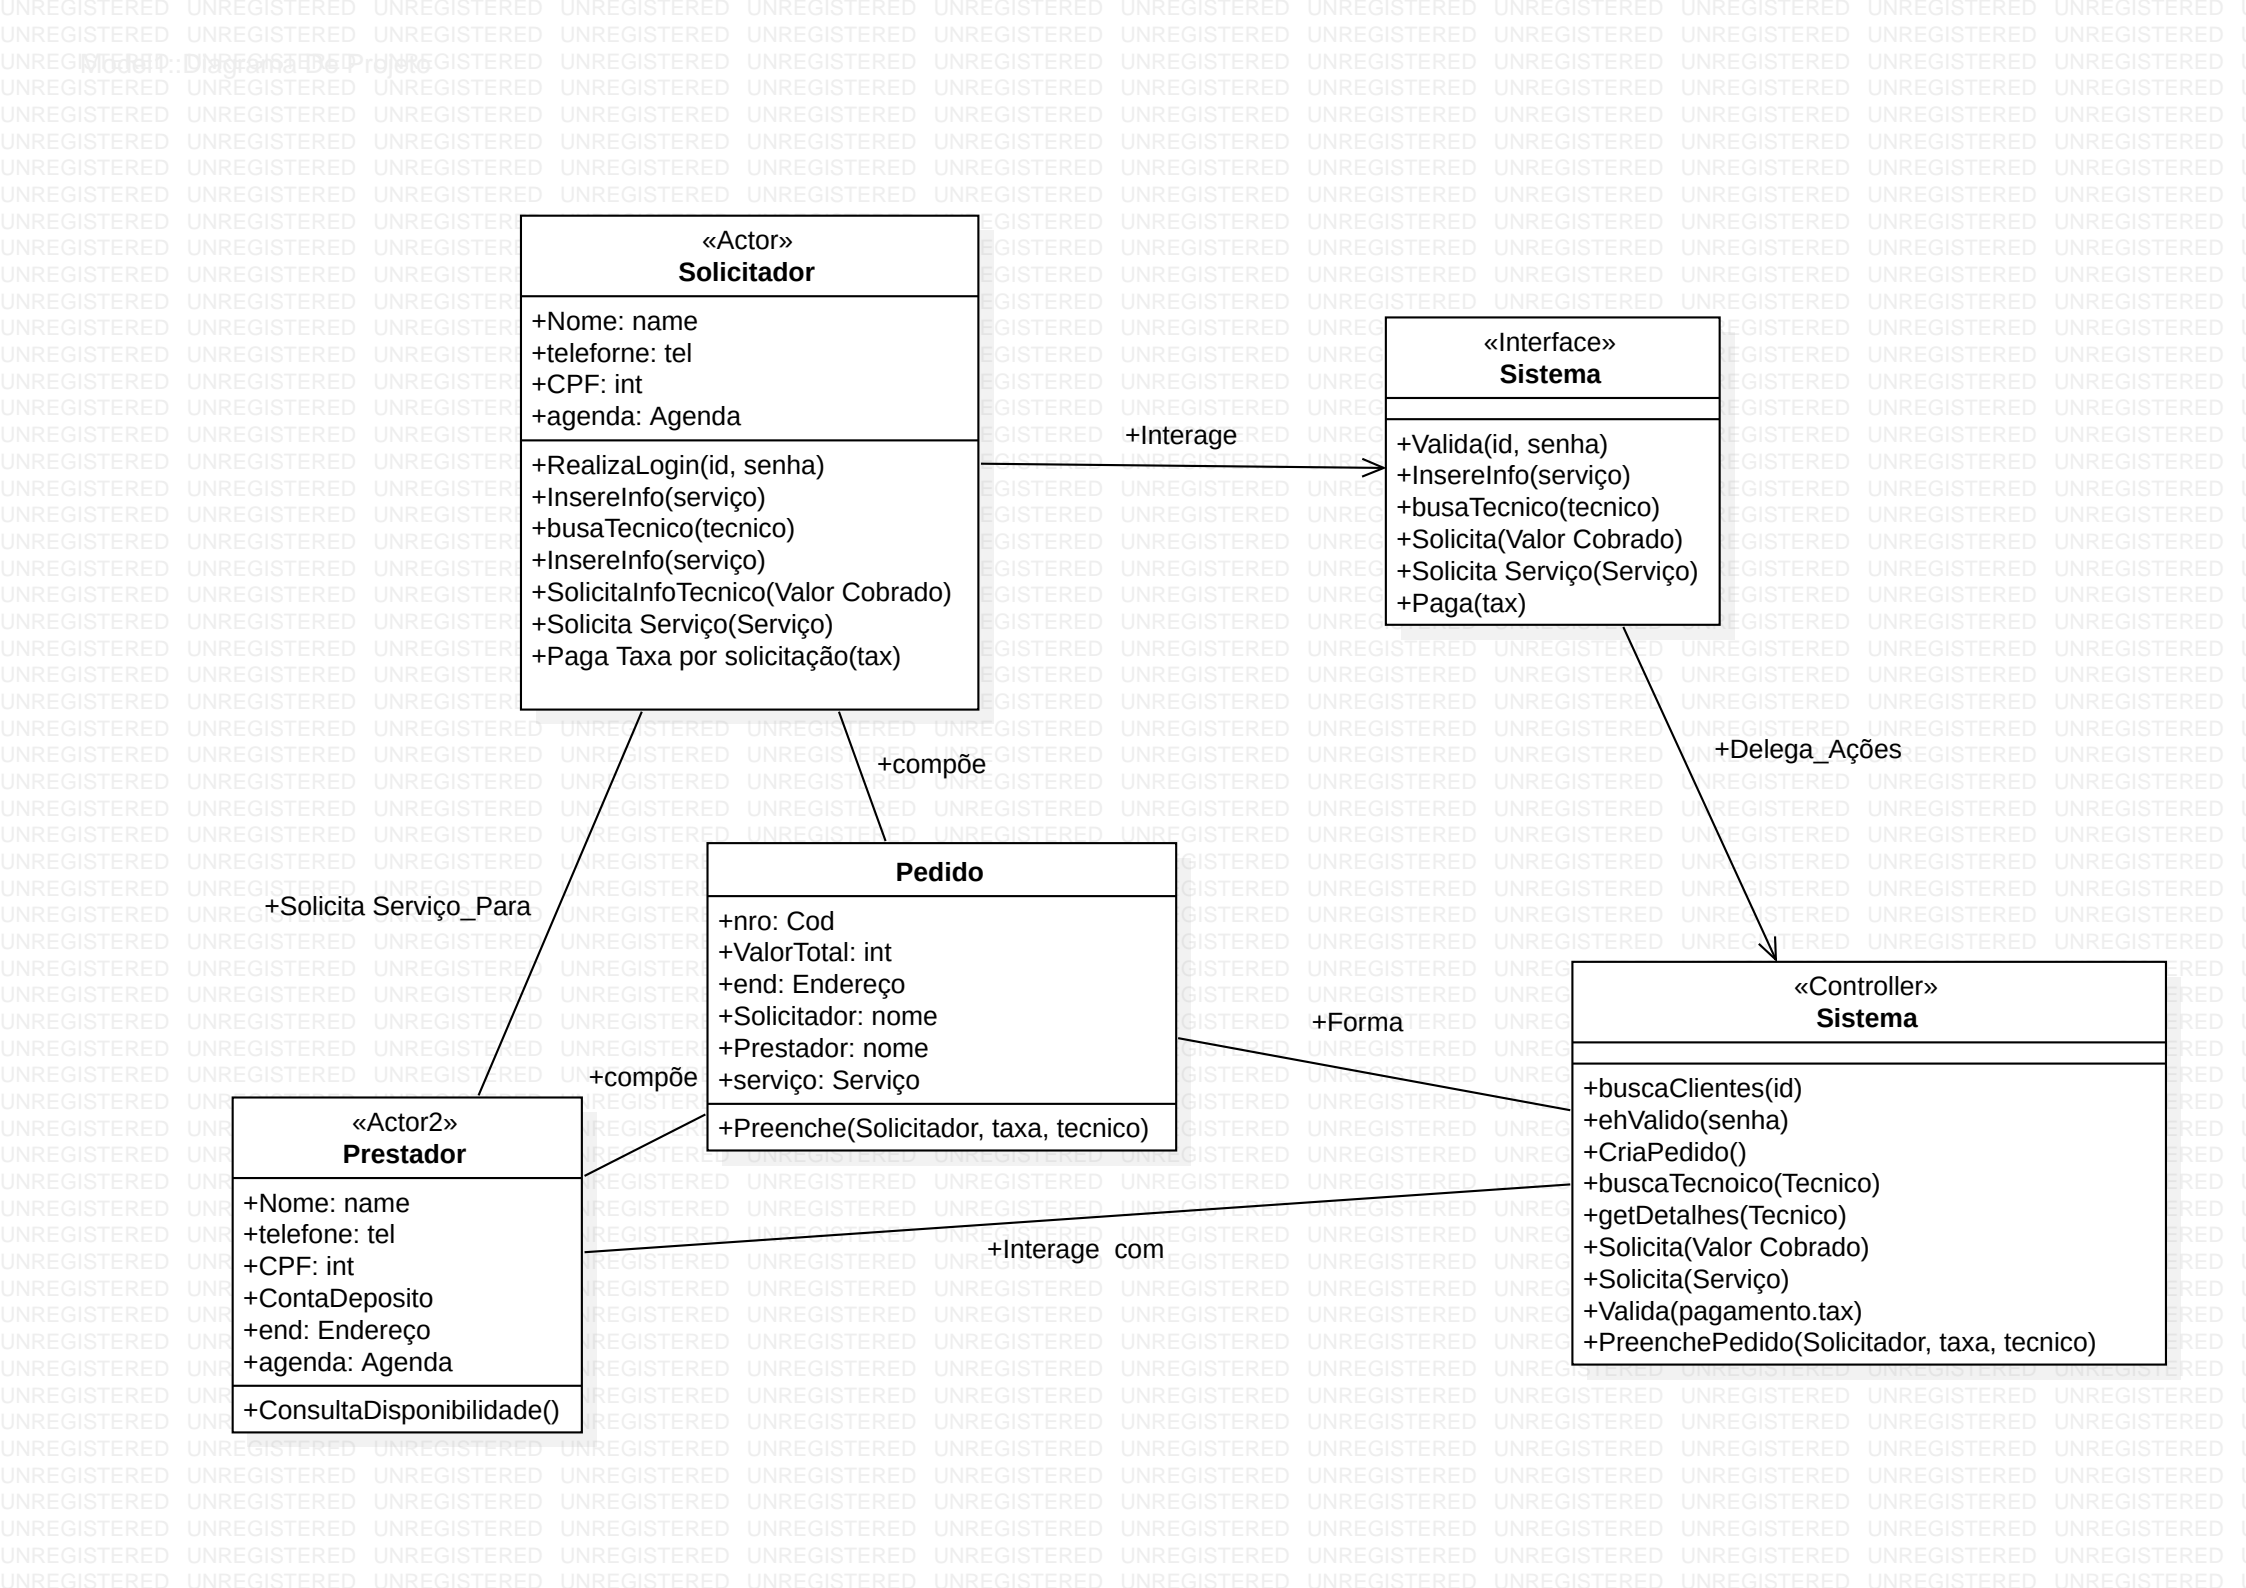 Model1::Diagrama De Projeto
«Actor»
Solicitador
+Nome: name
+teleforne: tel
+CPF: int
+agenda: Agenda
+RealizaLogin(id, senha)
+InsereInfo(serviço)
+busaTecnico(tecnico)
+InsereInfo(serviço)
+SolicitaInfoTecnico(Valor Cobrado)
+Solicita Serviço(Serviço)
+Paga Taxa por solicitação(tax)
+Interage
«Interface»
Sistema
+Valida(id, senha)
+InsereInfo(serviço)
+busaTecnico(tecnico)
+Solicita(Valor Cobrado)
+Solicita Serviço(Serviço)
+Paga(tax)
+Delega_Ações
+compõe
+Solicita Serviço_Para
Pedido
+nro: Cod
+ValorTotal: int
+end: Endereço
+Solicitador: nome
+Prestador: nome
+serviço: Serviço
+Preenche(Solicitador, taxa, tecnico)
+Forma
«Controller»
Sistema
+buscaClientes(id)
+ehValido(senha)
+CriaPedido()
+buscaTecnoico(Tecnico)
+getDetalhes(Tecnico)
+Solicita(Valor Cobrado)
+Solicita(Serviço)
+Valida(pagamento.tax)
+PreenchePedido(Solicitador, taxa, tecnico)
+compõe
«Actor2»
Prestador
+Nome: name
+telefone: tel
+CPF: int
+ContaDeposito
+end: Endereço
+agenda: Agenda
+ConsultaDisponibilidade()
+Interage  com